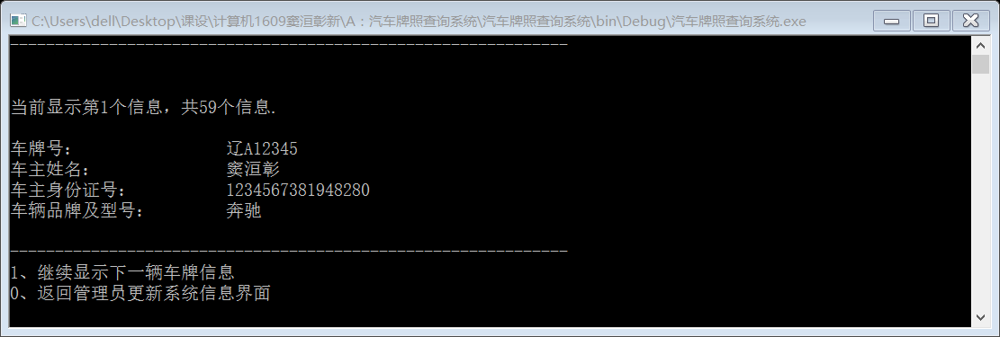 C:\Users\dell\Desktop\课设\计算机1609窦洹彰新\A：汽车牌照查询系统\汽车牌照查询系统\bin\Debug\汽车牌照查询系统.exe
--------------------------------------------------------------
当前显示第1个信息，共59个信息.
车牌号: 辽A12345
车主姓名: 窦洹彰
车主身份证号: 1234567381948280
车辆品牌及型号: 奔驰
--------------------------------------------------------------
1、继续显示下一辆车牌信息
0、返回管理员更新系统信息界面